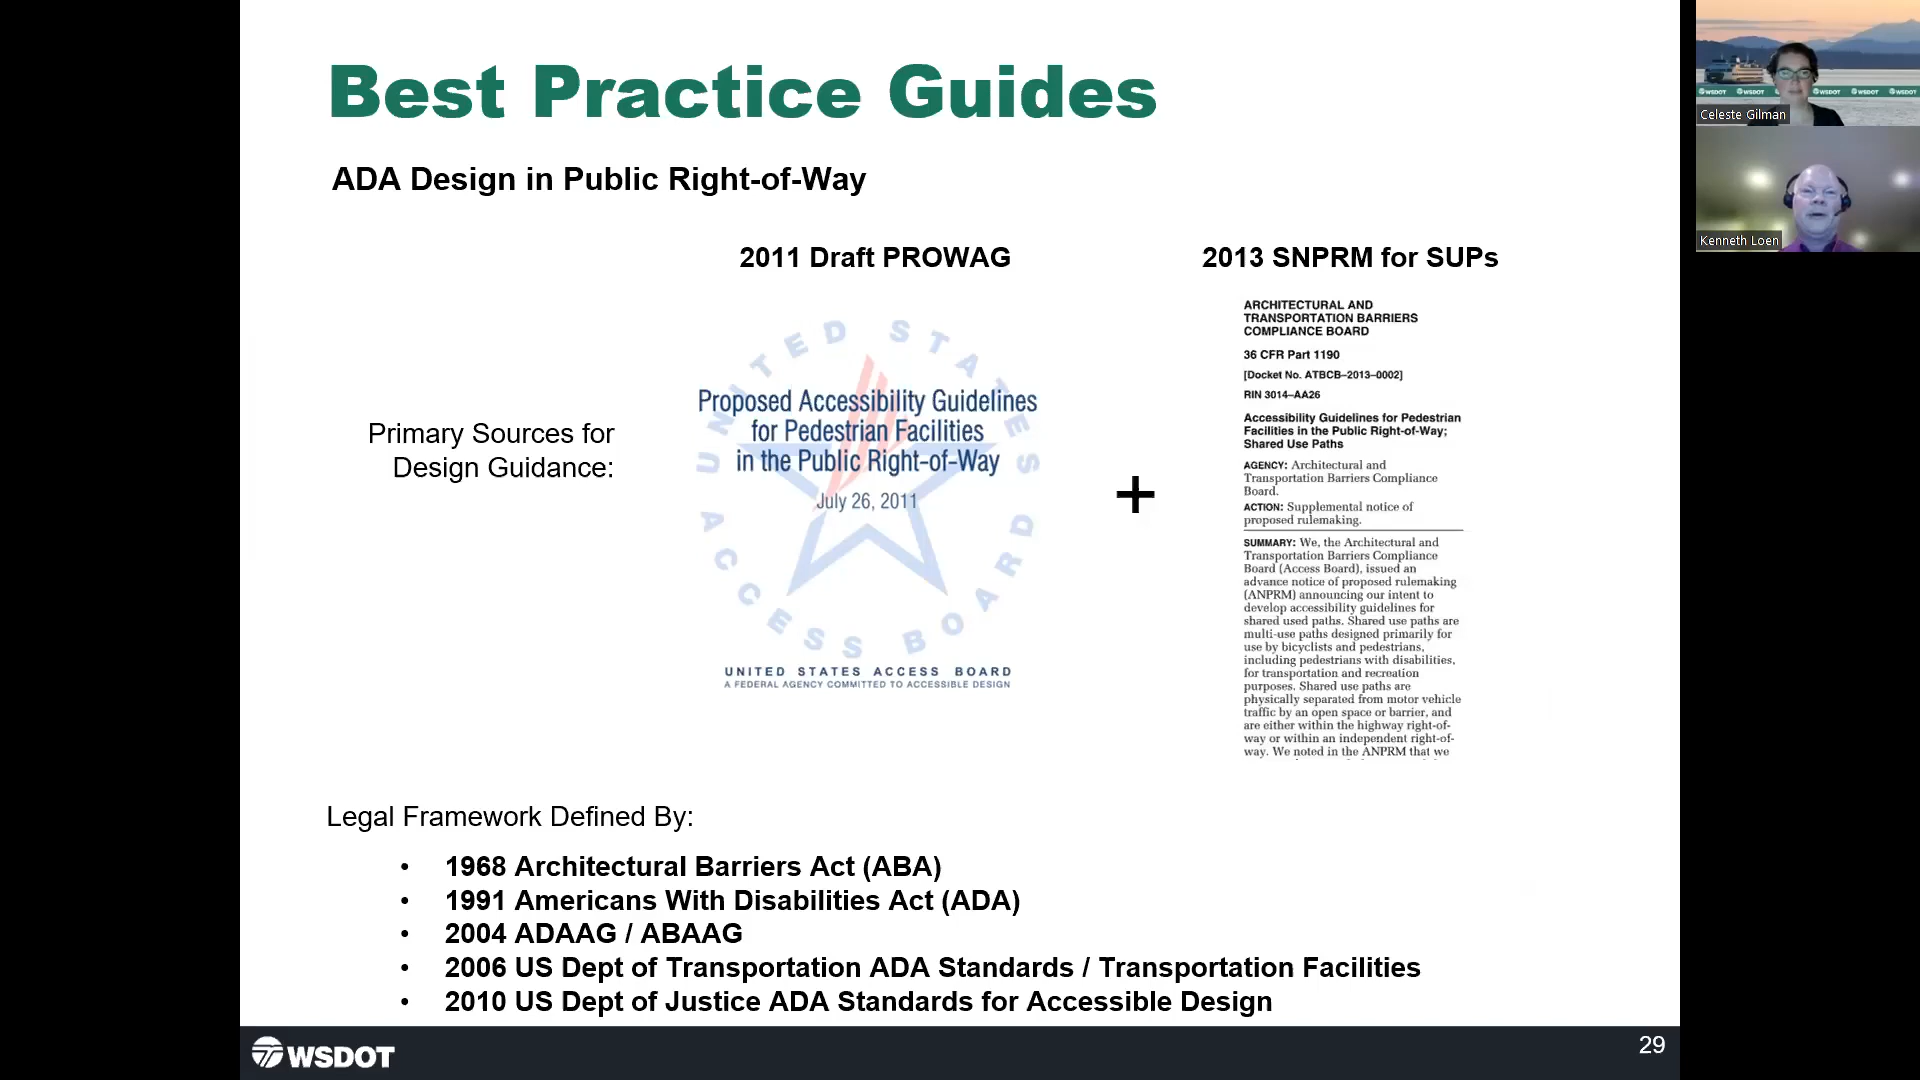 Best Practice Guides
ADA Design in Public Right-of-Way
2011 Draft PROWAG
2013 SNPRM for SUPs
Primary Sources for
Design Guidance:
UNITED STATES ACCESS BOARD
Proposed Accessibility Guidelines
for Pedestrian Facilities
in the Public Right-of-Way
July 26, 2011
UNITED STATES ACCESS BOARD
A FEDERAL AGENCY COMMITTED TO ACCESSIBLE DESIGN
+
ARCHITECTURAL AND
TRANSPORTATION BARRIERS
COMPLIANCE BOARD
36 CFR Part 1190
[Docket No. ATBCB–2013–0002]
RIN 3014–AA26
Accessibility Guidelines for Pedestrian
Facilities in the Public Right-of-Way;
Shared Use Paths
AGENCY: Architectural and
Transportation Barriers Compliance
Board.
ACTION: Supplemental notice of
proposed rulemaking.
SUMMARY: We, the Architectural and
Transportation Barriers Compliance
Board (Access Board), issued an
advance notice of proposed rulemaking
(ANPRM) announcing our intent to
develop accessibility guidelines for
shared used paths. Shared use paths are
multi-use paths designed primarily for
use by bicyclists and pedestrians,
including pedestrians with disabilities,
for transportation and recreation
purposes. Shared use paths are
physically separated from motor vehicle
traffic by an open space or barrier, and
are either within the highway right-of-
way or within an independent right-of-
way. We noted in the ANPRM that we
Legal Framework Defined By:
• 1968 Architectural Barriers Act (ABA)
• 1991 Americans With Disabilities Act (ADA)
• 2004 ADAAG / ABAAG
• 2006 US Dept of Transportation ADA Standards / Transportation Facilities
• 2010 US Dept of Justice ADA Standards for Accessible Design
WSDOT
29
WSDOT WSDOT WSDOT WSDOT WSDOT
Celeste Gilman
Kenneth Loen